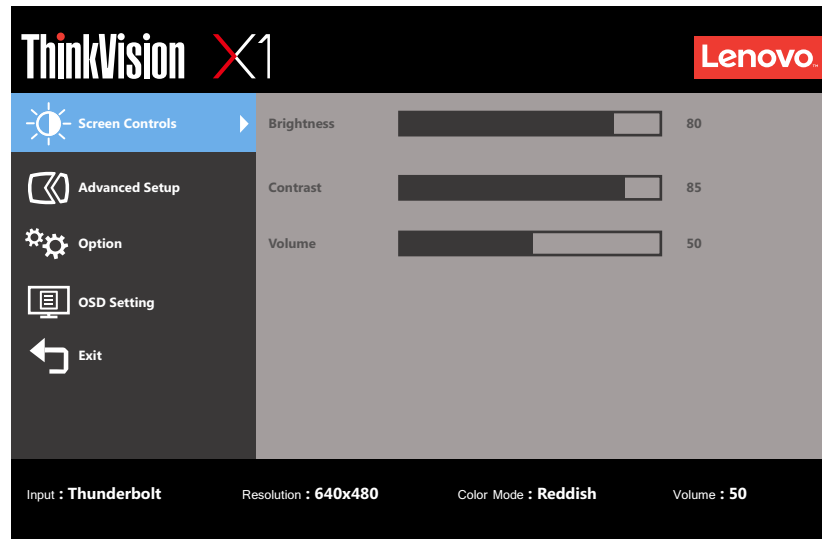 ThinkVision X1
Lenovo.
Screen Controls
Brightness 80
Advanced Setup
Contrast 85
Option
Volume 50
OSD Setting
Exit
Input : Thunderbolt Resolution : 640x480 Color Mode : Reddish Volume : 50